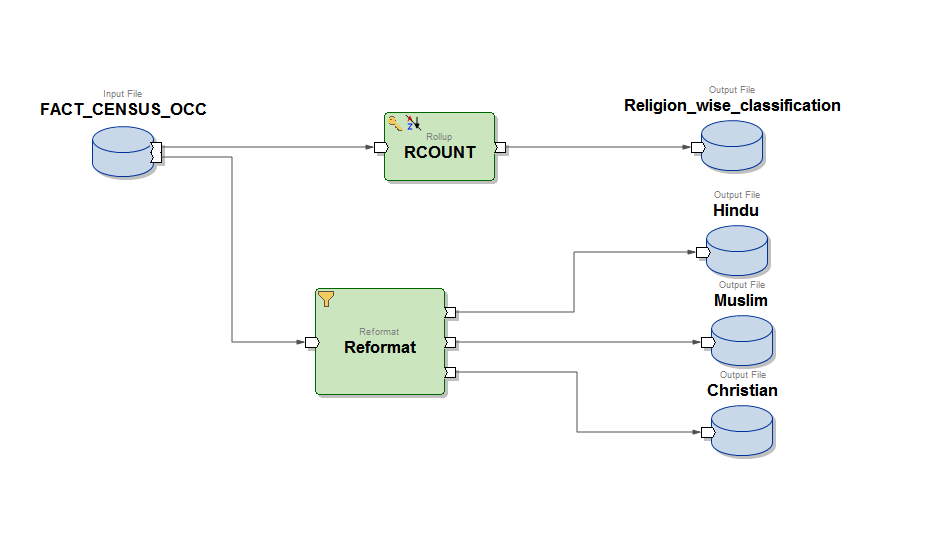 Input File
FACT_CENSUS_OCC
Rollup
RCOUNT
Output File
Religion_wise_classification
Output File
Hindu
Output File
Muslim
Reformat
Reformat
Output File
Christian